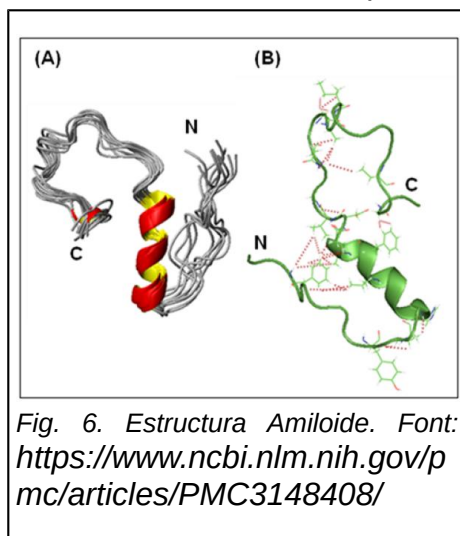 (A)
N
C
(B)
C
N
Fig. 6. Estructura Amiloide. Font:
https://www.ncbi.nlm.nih.gov/p
mc/articles/PMC3148408/